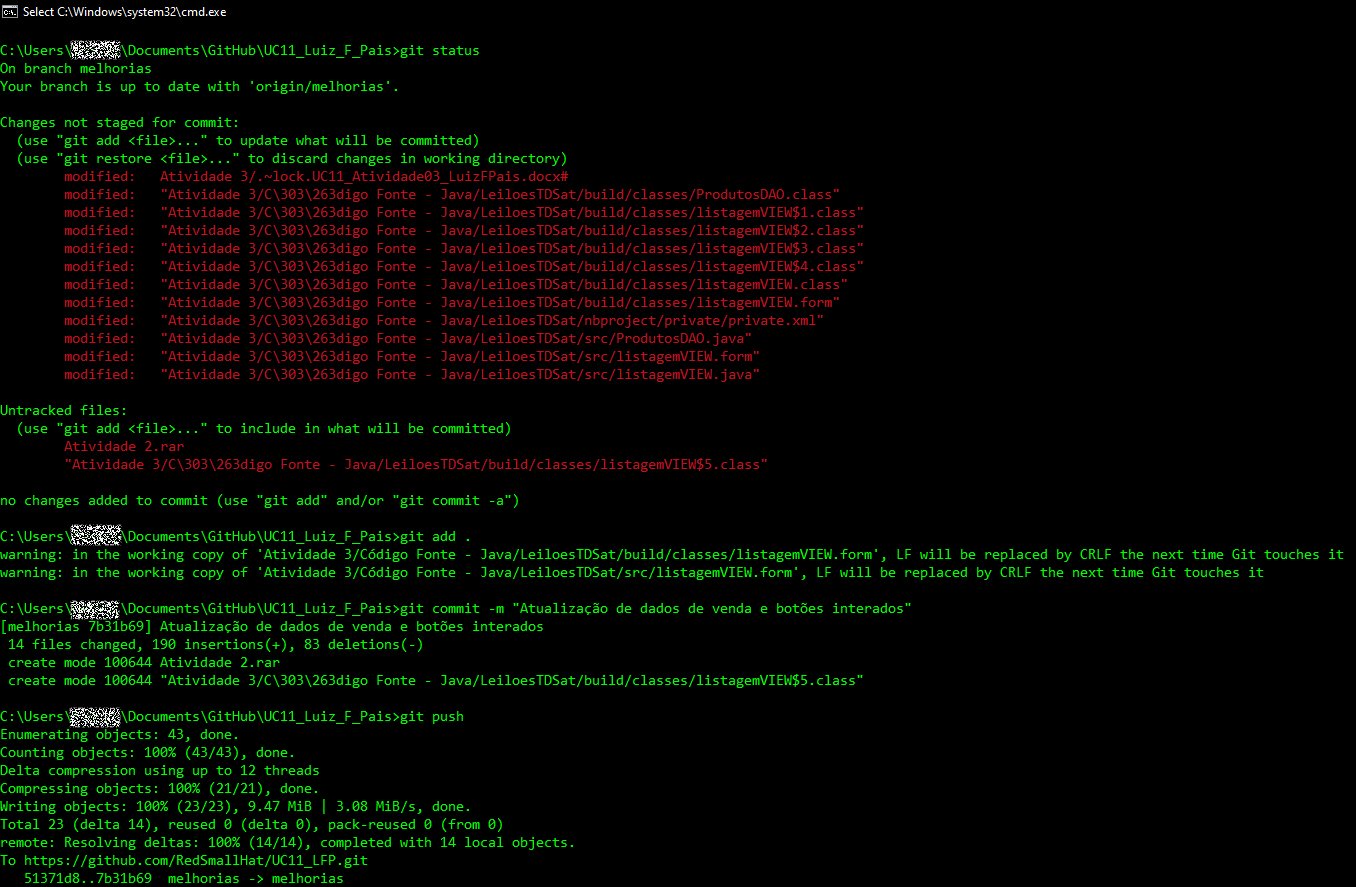 Select C:\Windows\system32\cmd.exe
C:\Users\ \Documents\GitHub\UC11_Luiz_F_Pais>git status
On branch melhorias
Your branch is up to date with 'origin/melhorias'.
Changes not staged for commit:
  (use "git add <file>..." to update what will be committed)
  (use "git restore <file>..." to discard changes in working directory)
        modified:   Atividade 3/.~lock.UC11_Atividade03_LuizFPais.docx#
        modified:   "Atividade 3/C\303\263digo Fonte - Java/LeiloesTDSat/build/classes/ProdutosDAO.class"
        modified:   "Atividade 3/C\303\263digo Fonte - Java/LeiloesTDSat/build/classes/listagemVIEW$1.class"
        modified:   "Atividade 3/C\303\263digo Fonte - Java/LeiloesTDSat/build/classes/listagemVIEW$2.class"
        modified:   "Atividade 3/C\303\263digo Fonte - Java/LeiloesTDSat/build/classes/listagemVIEW$3.class"
        modified:   "Atividade 3/C\303\263digo Fonte - Java/LeiloesTDSat/build/classes/listagemVIEW$4.class"
        modified:   "Atividade 3/C\303\263digo Fonte - Java/LeiloesTDSat/build/classes/listagemVIEW.class"
        modified:   "Atividade 3/C\303\263digo Fonte - Java/LeiloesTDSat/build/classes/listagemVIEW.form"
        modified:   "Atividade 3/C\303\263digo Fonte - Java/LeiloesTDSat/nbproject/private/private.xml"
        modified:   "Atividade 3/C\303\263digo Fonte - Java/LeiloesTDSat/src/ProdutosDAO.java"
        modified:   "Atividade 3/C\303\263digo Fonte - Java/LeiloesTDSat/src/listagemVIEW.form"
        modified:   "Atividade 3/C\303\263digo Fonte - Java/LeiloesTDSat/src/listagemVIEW.java"
Untracked files:
  (use "git add <file>..." to include in what will be committed)
        Atividade 2.rar
        "Atividade 3/C\303\263digo Fonte - Java/LeiloesTDSat/build/classes/listagemVIEW$5.class"
no changes added to commit (use "git add" and/or "git commit -a")
C:\Users\ \Documents\GitHub\UC11_Luiz_F_Pais>git add .
warning: in the working copy of 'Atividade 3/Código Fonte - Java/LeiloesTDSat/build/classes/listagemVIEW.form', LF will be replaced by CRLF the next time Git touches it
warning: in the working copy of 'Atividade 3/Código Fonte - Java/LeiloesTDSat/src/listagemVIEW.form', LF will be replaced by CRLF the next time Git touches it
C:\Users\ \Documents\GitHub\UC11_Luiz_F_Pais>git commit -m "Atualização de dados de venda e botões interados"
[melhorias 7b31b69] Atualização de dados de venda e botões interados
 14 files changed, 190 insertions(+), 83 deletions(-)
 create mode 100644 Atividade 2.rar
 create mode 100644 "Atividade 3/C\303\263digo Fonte - Java/LeiloesTDSat/build/classes/listagemVIEW$5.class"
C:\Users\ \Documents\GitHub\UC11_Luiz_F_Pais>git push
Enumerating objects: 43, done.
Counting objects: 100% (43/43), done.
Delta compression using up to 12 threads
Compressing objects: 100% (21/21), done.
Writing objects: 100% (23/23), 9.47 MiB | 3.08 MiB/s, done.
Total 23 (delta 14), reused 0 (delta 0), pack-reused 0 (from 0)
remote: Resolving deltas: 100% (14/14), completed with 14 local objects.
To https://github.com/RedSmallHat/UC11_LFP.git
   51371d8..7b31b69  melhorias -> melhorias